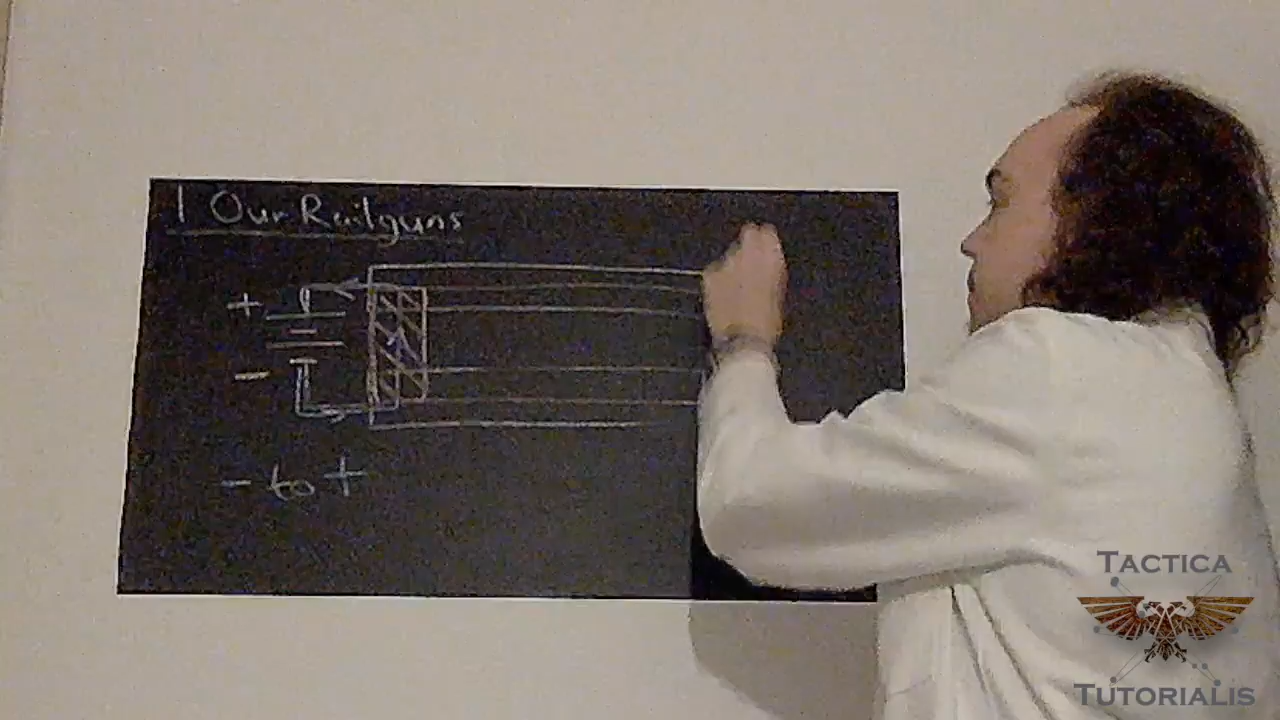 1 Our Railguns
+
-
- to +
TACTICA
TUTORIALIS